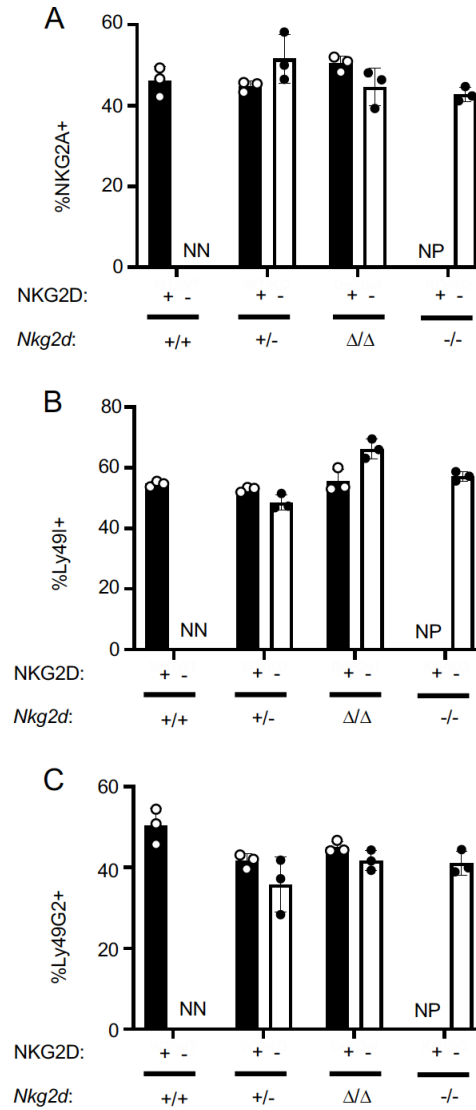 A
60
40
20
0
%NKG2A+
NN
NP
NKG2D: + - + - + - + -
Nkg2d: +/+ +/- Δ/Δ -/-
B
80
60
40
20
0
%Ly49I+
NN
NP
NKG2D: + - + - + - + -
Nkg2d: +/+ +/- Δ/Δ -/-
C
60
40
20
0
%Ly49G2+
NN
NP
NKG2D: + - + - + - + -
Nkg2d: +/+ +/- Δ/Δ -/-